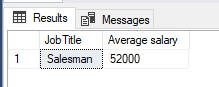 Results Messages
JobTitle Average salary
1 Salesman 52000